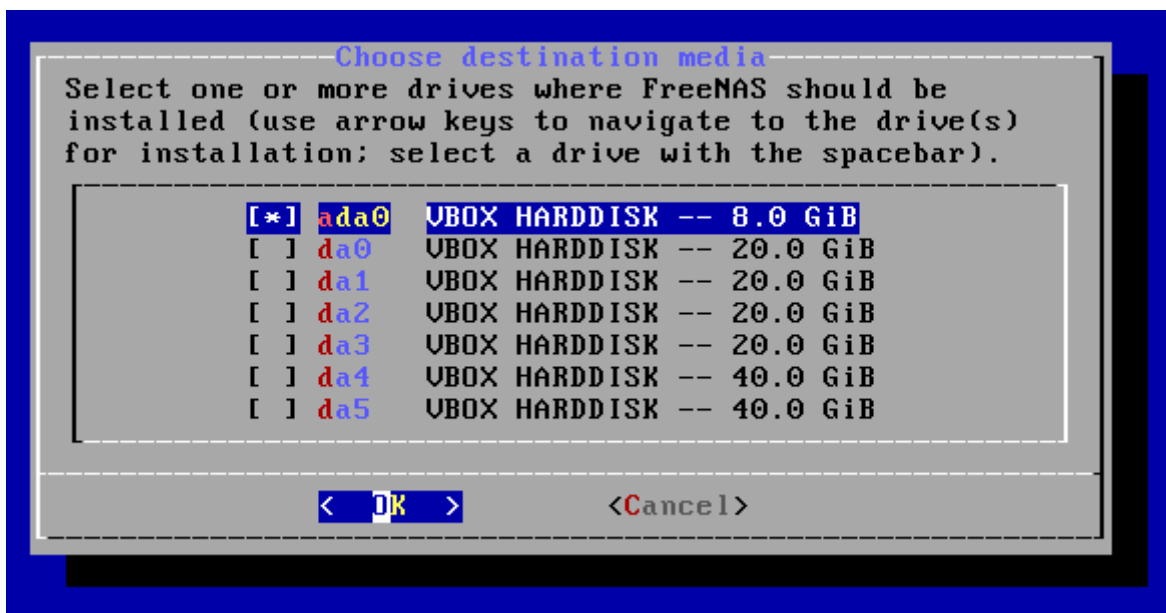 Choose destination media
Select one or more drives where FreeNAS should be
installed (use arrow keys to navigate to the drive(s)
for installation; select a drive with the spacebar).
[*] ada0 VBOX HARDDISK -- 8.0 GiB
[ ] da0 VBOX HARDDISK -- 20.0 GiB
[ ] da1 VBOX HARDDISK -- 20.0 GiB
[ ] da2 VBOX HARDDISK -- 20.0 GiB
[ ] da3 VBOX HARDDISK -- 20.0 GiB
[ ] da4 VBOX HARDDISK -- 40.0 GiB
[ ] da5 VBOX HARDDISK -- 40.0 GiB
< OK > <Cancel>